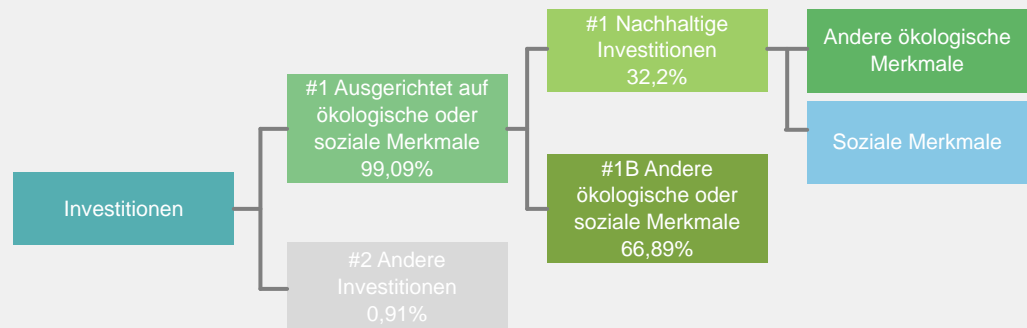 #1 Nachhaltige
Investitionen
32,2%
Andere ökologische
Merkmale
#1 Ausgerichtet auf
ökologische oder
soziale Merkmale
99,09%
Soziale Merkmale
#1B Andere
ökologische oder
soziale Merkmale
66,89%
Investitionen
#2 Andere
Investitionen
0,91%